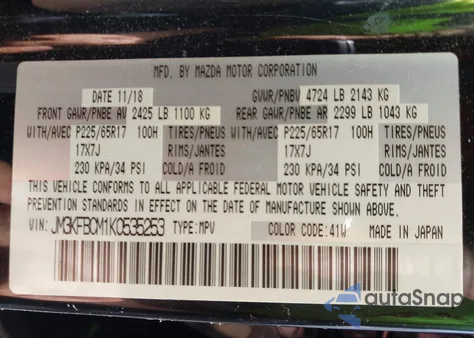 MFD. BY MAZDA MOTOR CORPORATION
DATE 11/18 GVWR/PNBV 4724 LB 2143 KG
FRONT GAWR/PNBE AV 2425 LB 1100 KG REAR GAWR/PNBE AR 2299 LB 1043 KG
WITH/AVEC P225/65R17 100H TIRES/PNEUS WITH/AVEC P225/65R17 100H TIRES/PNEUS
17X7J RIMS/JANTES 17X7J RIMS/JANTES
230 KPA/34 PSI COLD/A FROID 230 KPA/34 PSI COLD/A FROID
THIS VEHICLE CONFORMS TO ALL APPLICABLE FEDERAL MOTOR VEHICLE SAFETY AND THEFT
PREVENTION STANDARDS IN EFFECT ON THE DATE OF MANUFACTURE SHOWN ABOVE.
VIN: JM3KFBCM1K0535253 TYPE:MPV COLOR CODE:41W MADE IN JAPAN
autoSnap